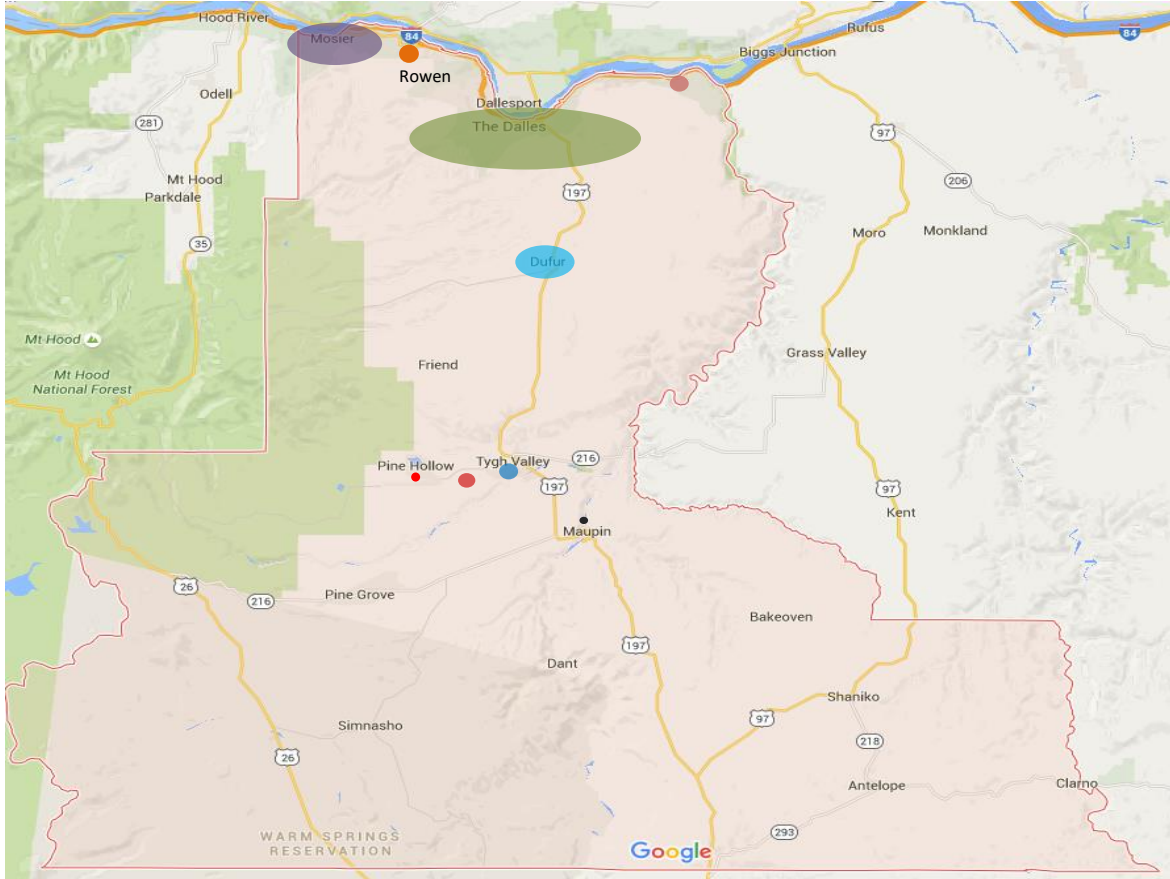 Hood River
Mosier
84
Rufus
84
Biggs Junction
Rowen
Odell
Dallesport
281
The Dalles
97
Mt Hood
206
Parkdale
197
35
Moro
Monkland
Dufur
Mt Hood
Grass Valley
Friend
Mt Hood
National Forest
Tygh Valley
216
Pine Hollow
197
97
Kent
Maupin
26
Pine Grove
216
Bakeoven
197
Dant
Shaniko
97
Simnasho
218
26
Antelope
Clarno
293
WARM SPRINGS
RESERVATION
Google